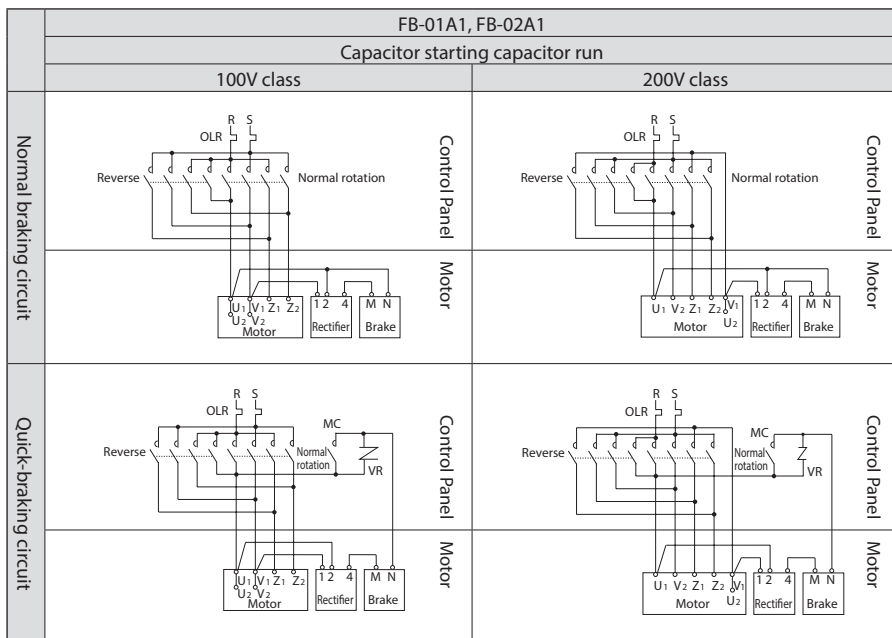 FB-01A1, FB-02A1
Capacitor starting capacitor run
100V class
200V class
Normal braking circuit
R S
OLR
Reverse
Normal rotation
Control Panel
Motor
U1 V1 Z1 Z2
U2 V2
Motor
1 2 4
Rectifier
M N
Brake
R S
OLR
Reverse
Normal rotation
Control Panel
Motor
U1 V2 Z1 Z2 V1
U2
Motor
1 2 4
Rectifier
M N
Brake
Quick-braking circuit
R S
OLR
MC
Reverse
Normal
rotation
VR
Control Panel
Motor
U1 V1 Z1 Z2
U2 V2
Motor
1 2 4
Rectifier
M N
Brake
R S
OLR
MC
Reverse
Normal
rotation
VR
Control Panel
Motor
U1 V2 Z1 Z2 V1
U2
Motor
1 2 4
Rectifier
M N
Brake